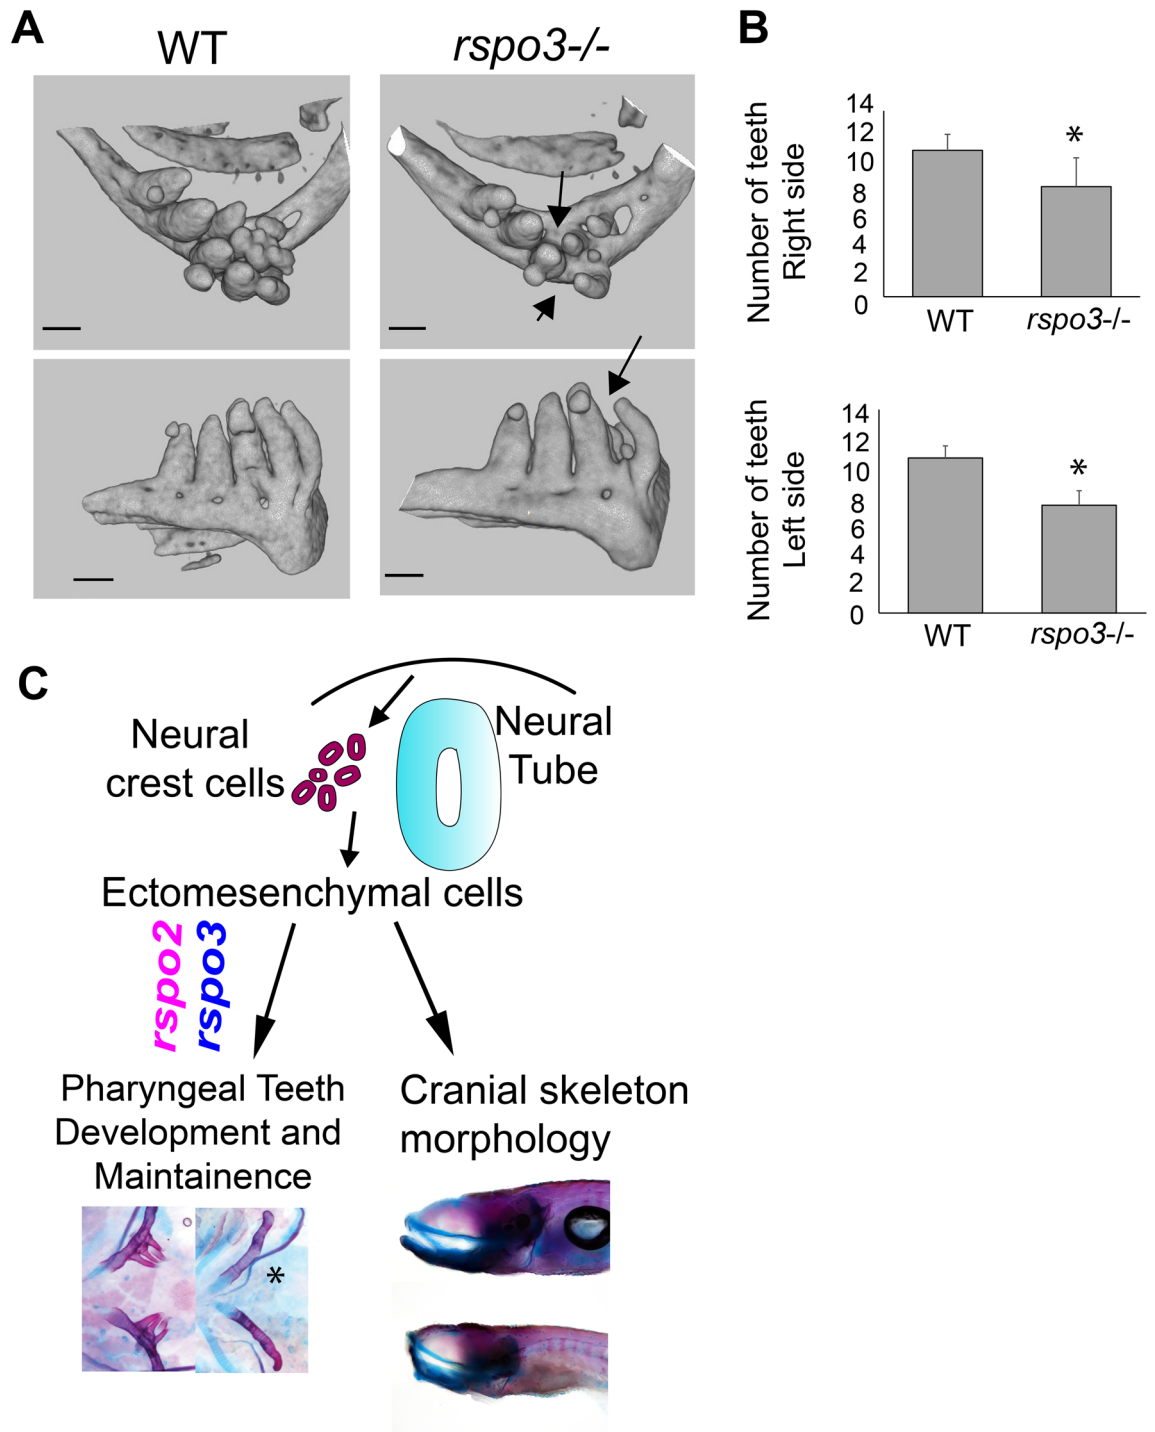 A
WT
rspo3-/-
B
Number of teeth
Right side
14
12
10
8
6
4
2
0
*
WT
rspo3-/-
Number of teeth
Left side
14
12
10
8
6
4
2
0
*
WT
rspo3-/-
C
Neural
crest cells
Neural
Tube
Ectomesenchymal cells
rspo2
rspo3
Pharyngeal Teeth
Development and
Maintainence
Cranial skeleton
morphology
*